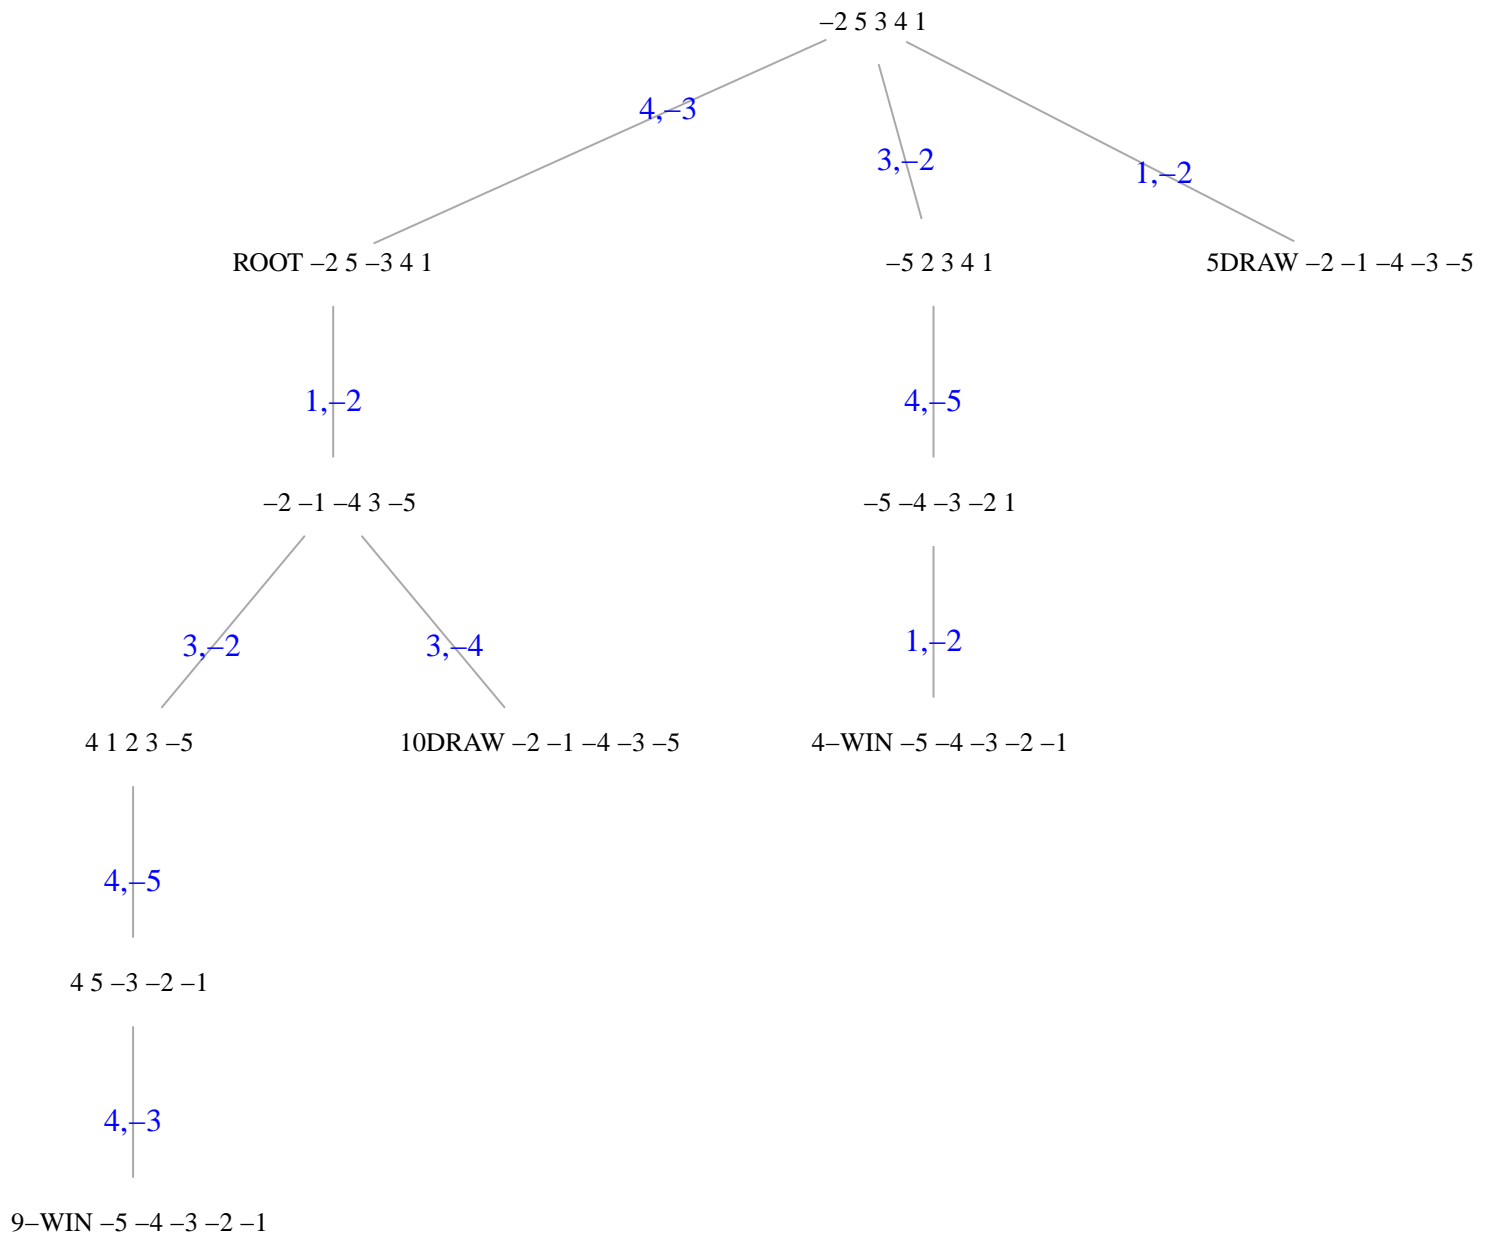 –2 5 3 4 1
4,–3
3,–2
1,–2
ROOT –2 5 –3 4 1
–5 2 3 4 1
5DRAW –2 –1 –4 –3 –5
1,–2
4,–5
–2 –1 –4 3 –5
–5 –4 –3 –2 1
3,–2
3,–4
1,–2
4 1 2 3 –5
10DRAW –2 –1 –4 –3 –5
4–WIN –5 –4 –3 –2 –1
4,–5
4 5 –3 –2 –1
4,–3
9–WIN –5 –4 –3 –2 –1